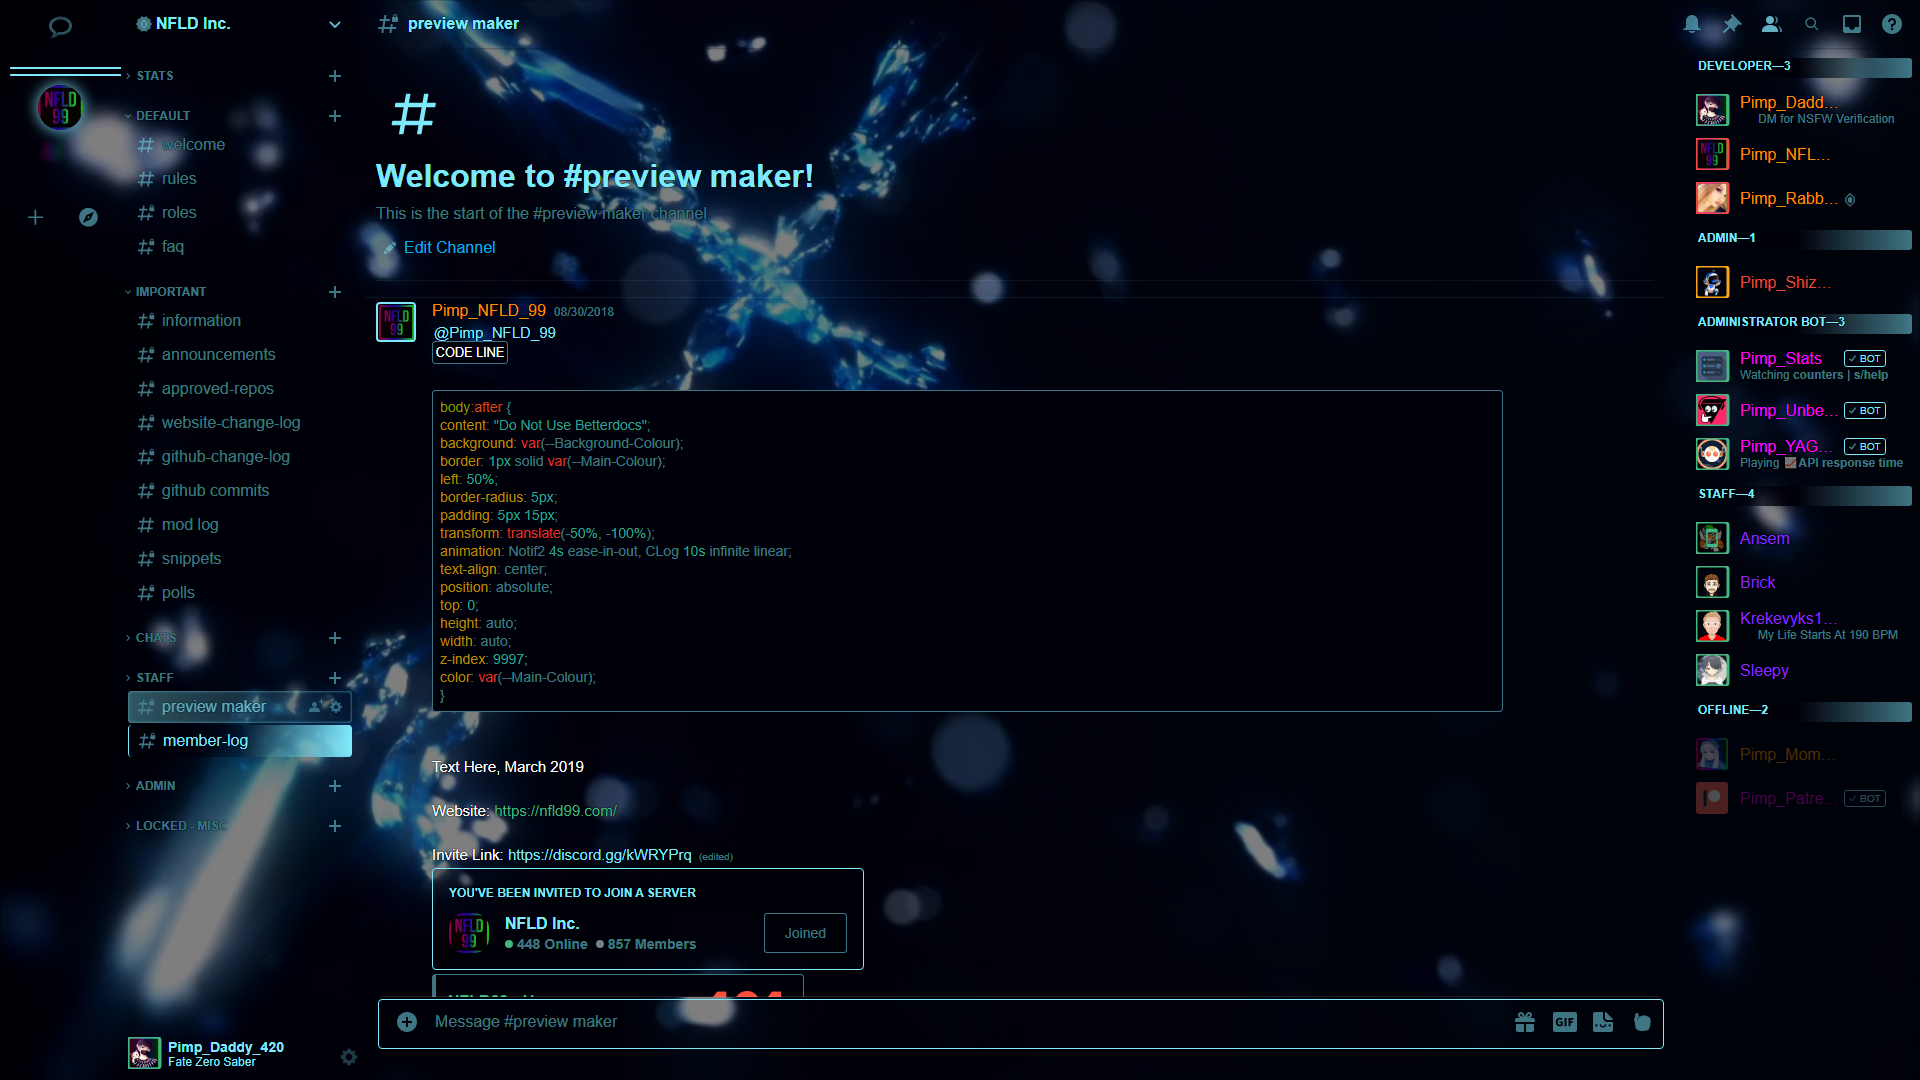 NFLD Inc.
STATS
DEFAULT
welcome
rules
roles
faq
IMPORTANT
information
announcements
approved-repos
website-change-log
github-change-log
github commits
mod log
snippets
polls
CHATS
STAFF
preview maker
member-log
ADMIN
LOCKED - MISC
Pimp_Daddy_420
Fate Zero Saber
NFLD
99
preview maker
Welcome to #preview maker!
This is the start of the #preview maker channel.
Edit Channel
Pimp_NFLD_99 08/30/2018
@Pimp_NFLD_99
CODE LINE
body:after {
content: "Do Not Use Betterdocs";
background: var(--Background-Colour);
border: 1px solid var(--Main-Colour);
left: 50%;
border-radius: 5px;
padding: 5px 15px;
transform: translate(-50%, -100%);
animation: Notif2 4s ease-in-out, CLog 10s infinite linear;
text-align: center;
position: absolute;
top: 0;
height: auto;
width: auto;
z-index: 9997;
color: var(--Main-Colour);
}
Text Here, March 2019
Website: https://nfld99.com/
Invite Link: https://discord.gg/kWRYPrq (edited)
YOU'VE BEEN INVITED TO JOIN A SERVER
NFLD
99
NFLD Inc.
448 Online 857 Members
Joined
Message #preview maker
GIF
DEVELOPER—3
Pimp_Dadd...
DM for NSFW Verification
Pimp_NFL...
Pimp_Rabb...
ADMIN—1
Pimp_Shiz...
ADMINISTRATOR BOT—3
Pimp_Stats ✓ BOT
Watching counters | s/help
Pimp_Unbe... ✓ BOT
Pimp_YAG... ✓ BOT
Playing 📈API response time
STAFF—4
Ansem
Brick
Krekevyks1...
My Life Starts At 190 BPM
Sleepy
OFFLINE—2
Pimp_Mom...
Pimp_Patre... ✓ BOT